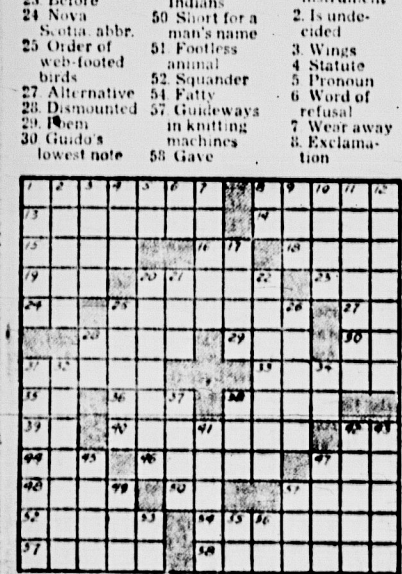 23. Before
24 Nova
Scotia. abbr.
25 Order of
web-footed
birds
27 Alternative
28. Dismounted
29. Poem
30 Guido's
lowest note
Indians
50 Short for a
man's name
51 Footless
animal
52. Squander
54 Fatty
57 Guideways
in knitting
machines
58 Gave
2. Is unde-
cided
3. Wings
4 Statute
5 Pronoun
6 Word of
refusal
7 Wear away
8. Exclama-
tion
1 2 3 4 5 6 7 8 9 10 11 12
13 14
15 16 17 18
19 20 21 22 23
24 25 26 27
28 29 30
31 32 33 34
35 36 37 38
39 40 41 42 43
44 45 46 47
48 49 50 51
52 53 54 55 56
57 58